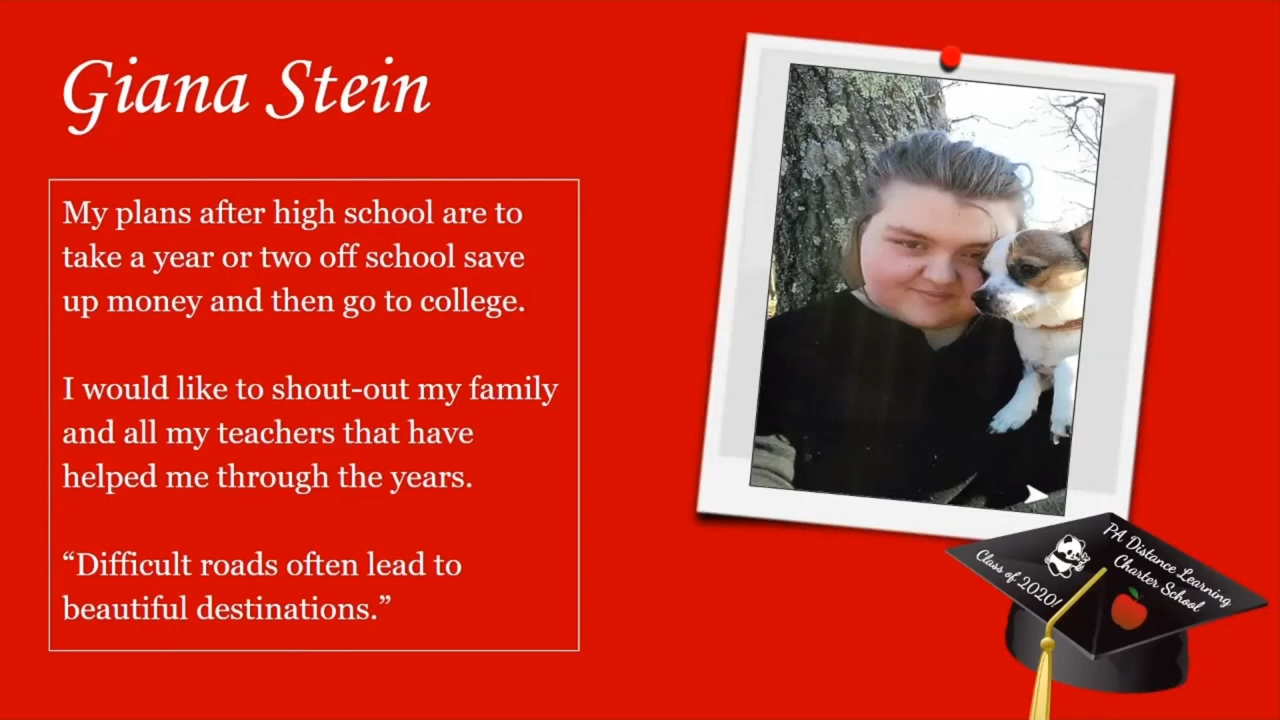 Giana Stein
My plans after high school are to
take a year or two off school save
up money and then go to college.
I would like to shout-out my family
and all my teachers that have
helped me through the years.
“Difficult roads often lead to
beautiful destinations.”
PA Distance Learning
Charter School
Class of 2020!